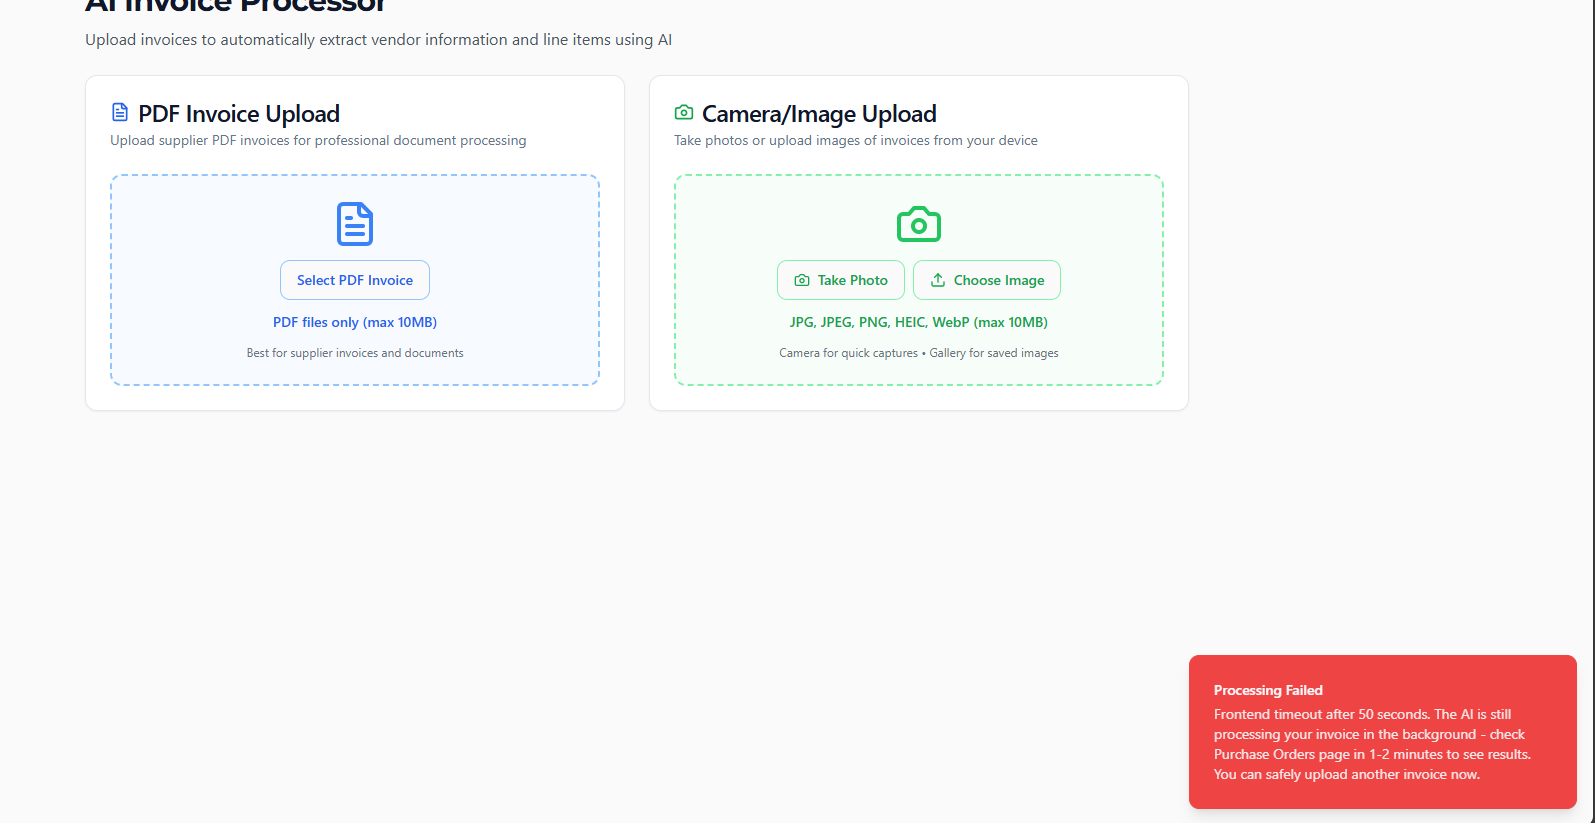 AI Invoice Processor
Upload invoices to automatically extract vendor information and line items using AI
PDF Invoice Upload
Upload supplier PDF invoices for professional document processing
Select PDF Invoice
PDF files only (max 10MB)
Best for supplier invoices and documents
Camera/Image Upload
Take photos or upload images of invoices from your device
Take Photo
Choose Image
JPG, JPEG, PNG, HEIC, WebP (max 10MB)
Camera for quick captures • Gallery for saved images
Processing Failed
Frontend timeout after 50 seconds. The AI is still
processing your invoice in the background - check
Purchase Orders page in 1-2 minutes to see results.
You can safely upload another invoice now.